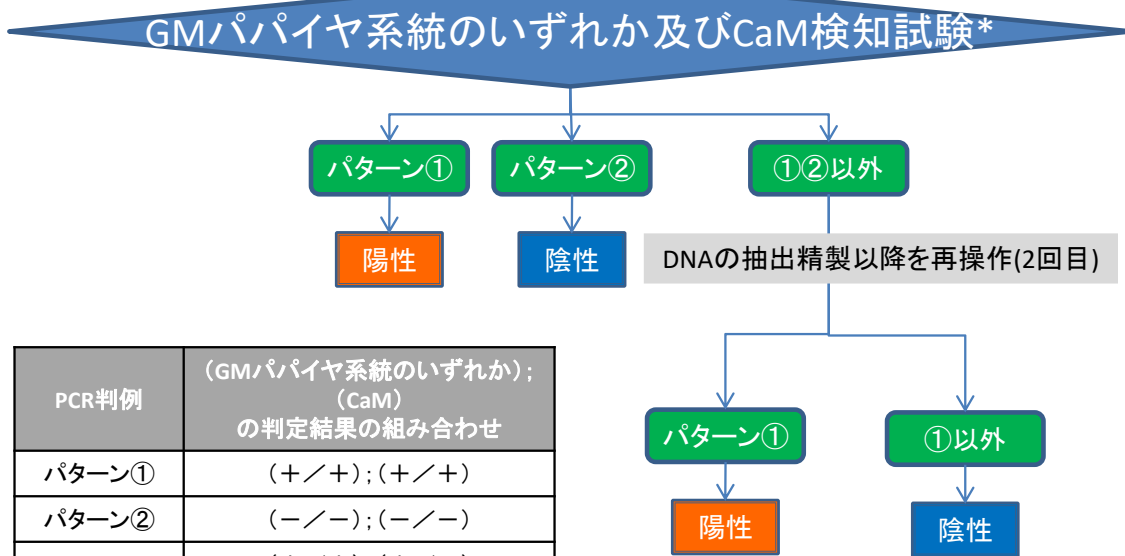 GMパパイヤ系統のいずれか及びCaM検知試験*
パターン①
パターン②
①②以外
陽性
陰性
DNAの抽出精製以降を再操作(2回目)
パターン①
①以外
陽性
陰性
PCR判例
（GMパパイヤ系統のいずれか）;
（CaM）
の判定結果の組み合わせ
パターン①
（＋／＋）;（＋／＋）
パターン②
（－／－）;（－／－）